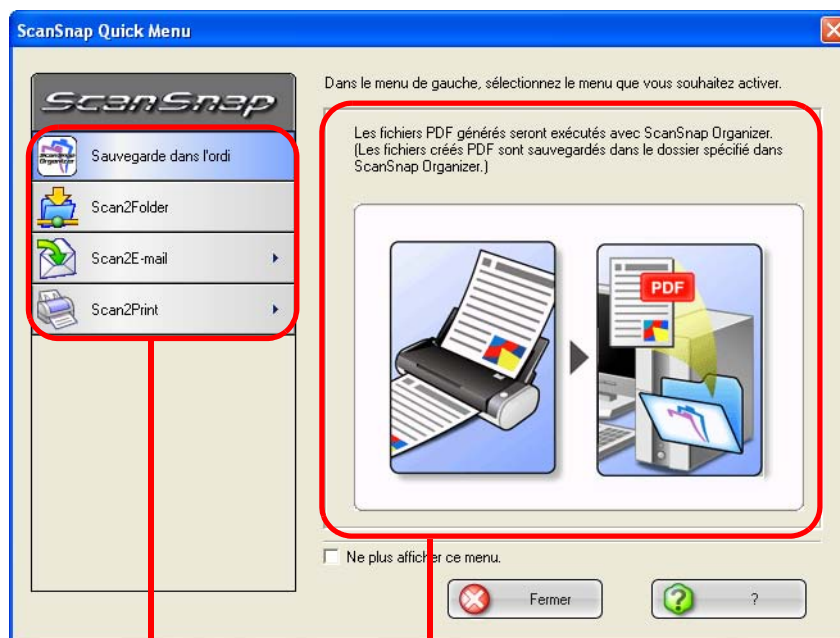 ScanSnap Quick Menu
ScanSnap
Sauvegarde dans l'ordi
Scan2Folder
Scan2E-mail
Scan2Print
Dans le menu de gauche, sélectionnez le menu que vous souhaitez activer.
Les fichiers PDF générés seront exécutés avec ScanSnap Organizer.
(Les fichiers créés PDF sont sauvegardés dans le dossier spécifié dans
ScanSnap Organizer.)
PDF
Ne plus afficher ce menu.
Fermer
?